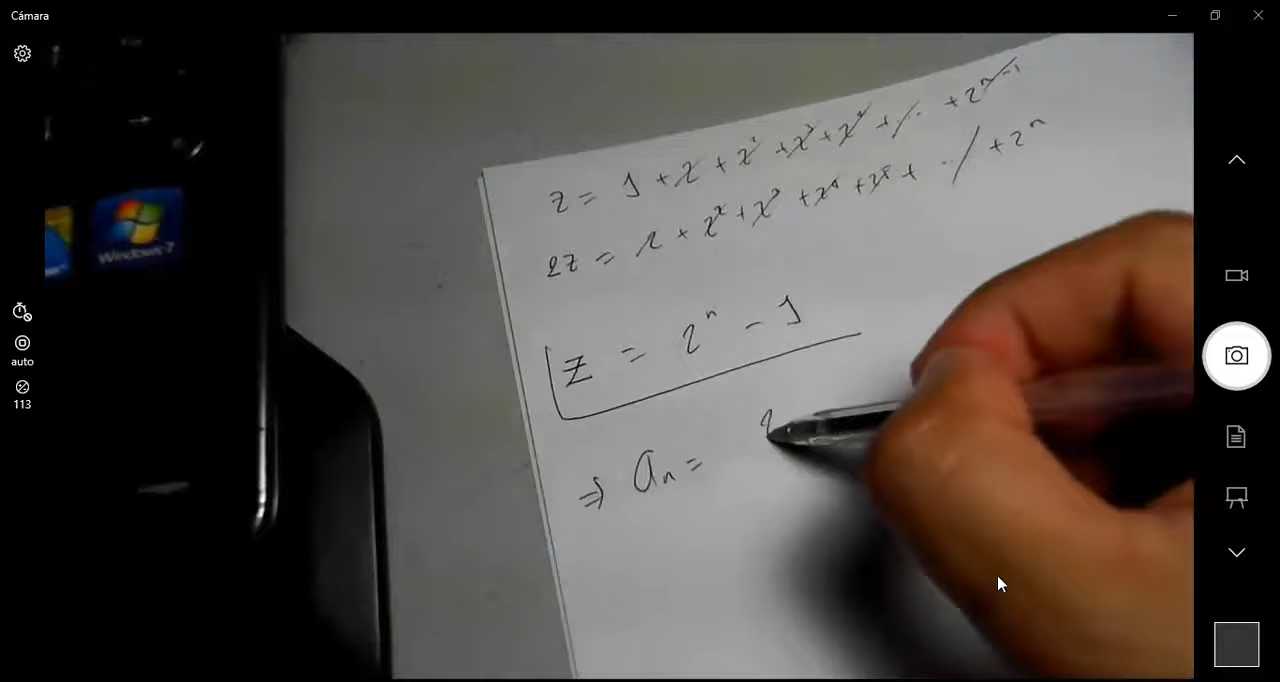 Cámara
z = 1 + 2 + 2² + 2³ + 2⁴ + ... + 2ⁿ⁻¹
2z = 2 + 2² + 2³ + 2⁴ + 2⁵ + ... + 2ⁿ
Windows 7
z = 2ⁿ - 1
auto
113
⇒ aₙ =